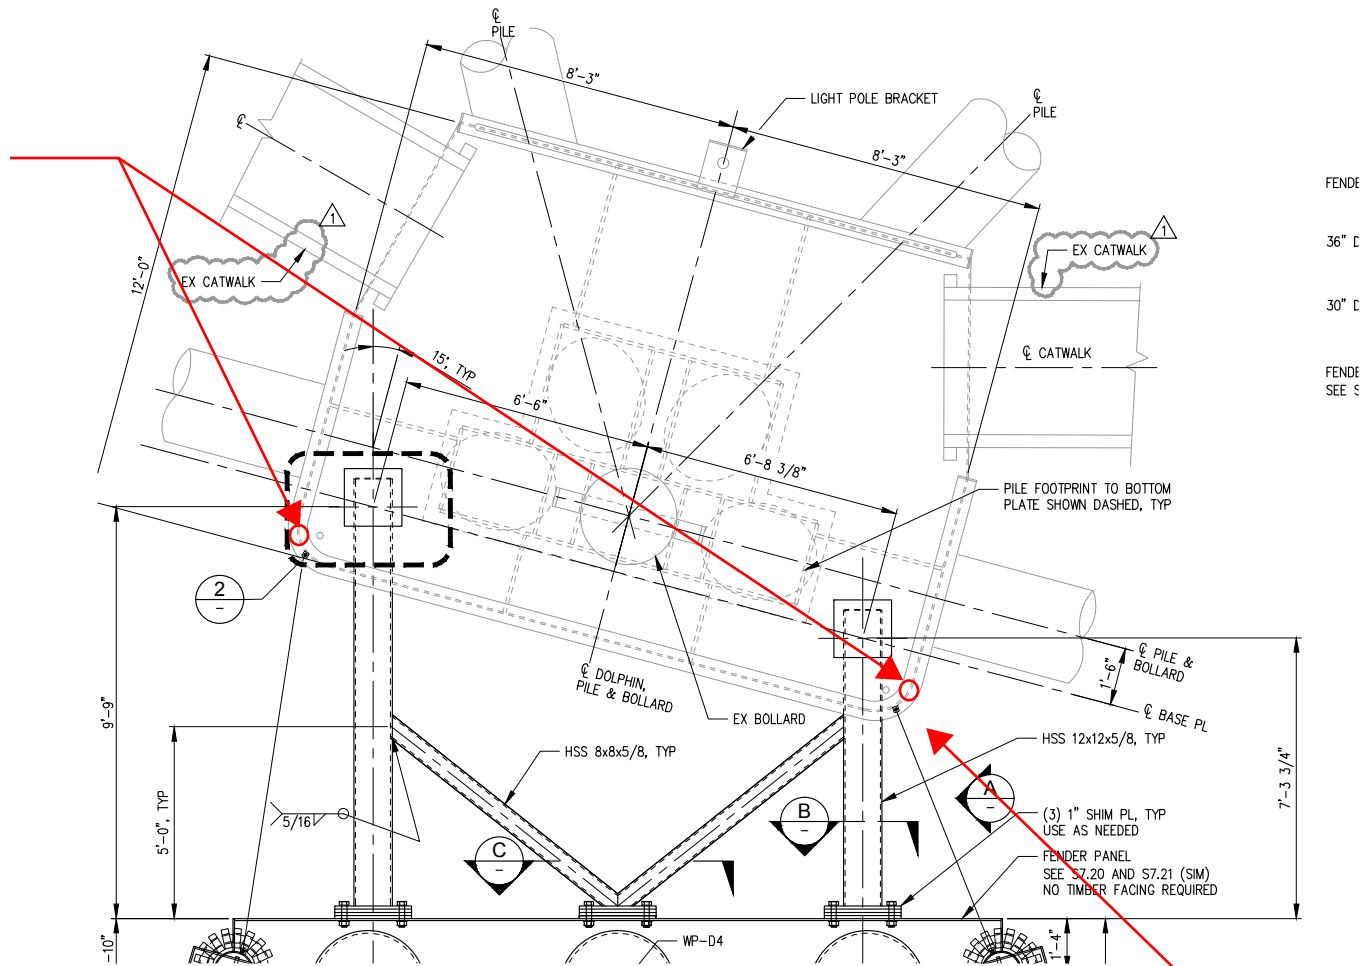 ℄
PILE
8'-3"
LIGHT POLE BRACKET
℄
PILE
8'-3"
FENDE
℄
1
1
36" D
EX CATWALK
12'-0"
EX CATWALK
30" D
℄ CATWALK
15°, TYP
FENDE
SEE S
6'-6"
6'-8 3/8"
PILE FOOTPRINT TO BOTTOM
PLATE SHOWN DASHED, TYP
2
-
℄ PILE &
BOLLARD
1'-6"
℄ DOLPHIN,
PILE & BOLLARD
℄ BASE PL
EX BOLLARD
9'-9"
HSS 8x8x5/8, TYP
HSS 12x12x5/8, TYP
7'-3 3/4"
5'-0", TYP
A
-
5/16
B
-
(3) 1" SHIM PL, TYP
USE AS NEEDED
C
-
FENDER PANEL
SEE S7.20 AND S7.21 (SIM)
NO TIMBER FACING REQUIRED
-10"
WP-D4
1'-4"